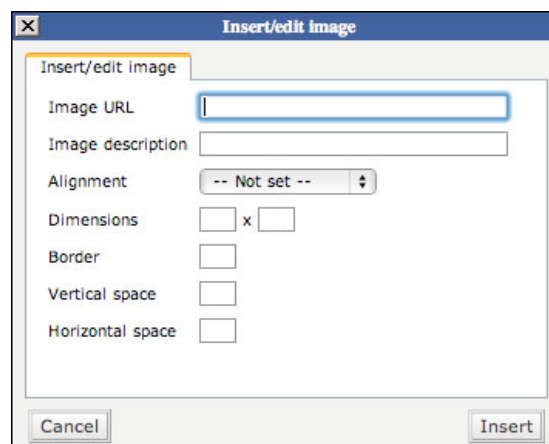 Insert/edit image
Insert/edit image
Image URL
Image description
Alignment -- Not set --
Dimensions x
Border
Vertical space
Horizontal space
Cancel Insert